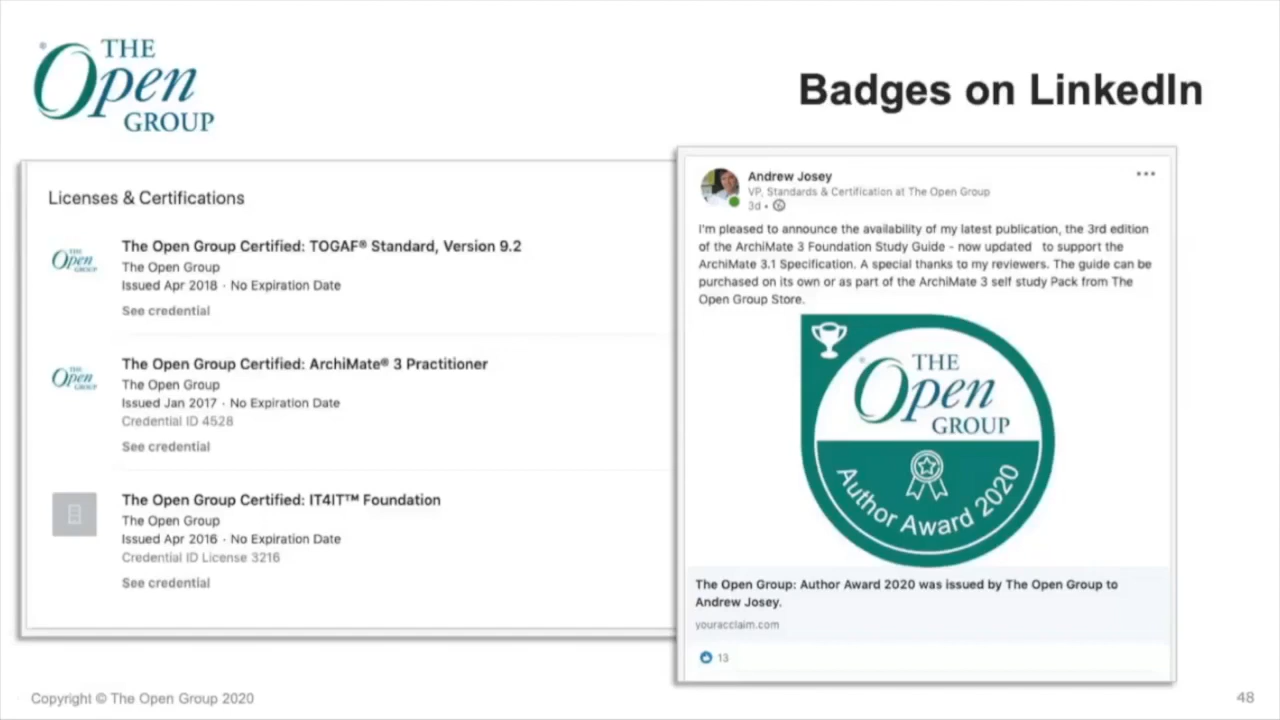 THE
Open
GROUP
Badges on LinkedIn
Licenses & Certifications
Open
GROUP
The Open Group Certified: TOGAF® Standard, Version 9.2
The Open Group
Issued Apr 2018 · No Expiration Date
See credential
Open
GROUP
The Open Group Certified: ArchiMate® 3 Practitioner
The Open Group
Issued Jan 2017 · No Expiration Date
Credential ID 4528
See credential
The Open Group Certified: IT4IT™ Foundation
The Open Group
Issued Apr 2016 · No Expiration Date
Credential ID License 3216
See credential
Andrew Josey
VP, Standards & Certification at The Open Group
3d •
I'm pleased to announce the availability of my latest publication, the 3rd edition
of the ArchiMate 3 Foundation Study Guide - now updated to support the
ArchiMate 3.1 Specification. A special thanks to my reviewers. The guide can be
purchased on its own or as part of the ArchiMate 3 self study Pack from The
Open Group Store.
THE
Open
GROUP
Author Award 2020
The Open Group: Author Award 2020 was issued by The Open Group to
Andrew Josey.
youracclaim.com
13
Copyright © The Open Group 2020
48